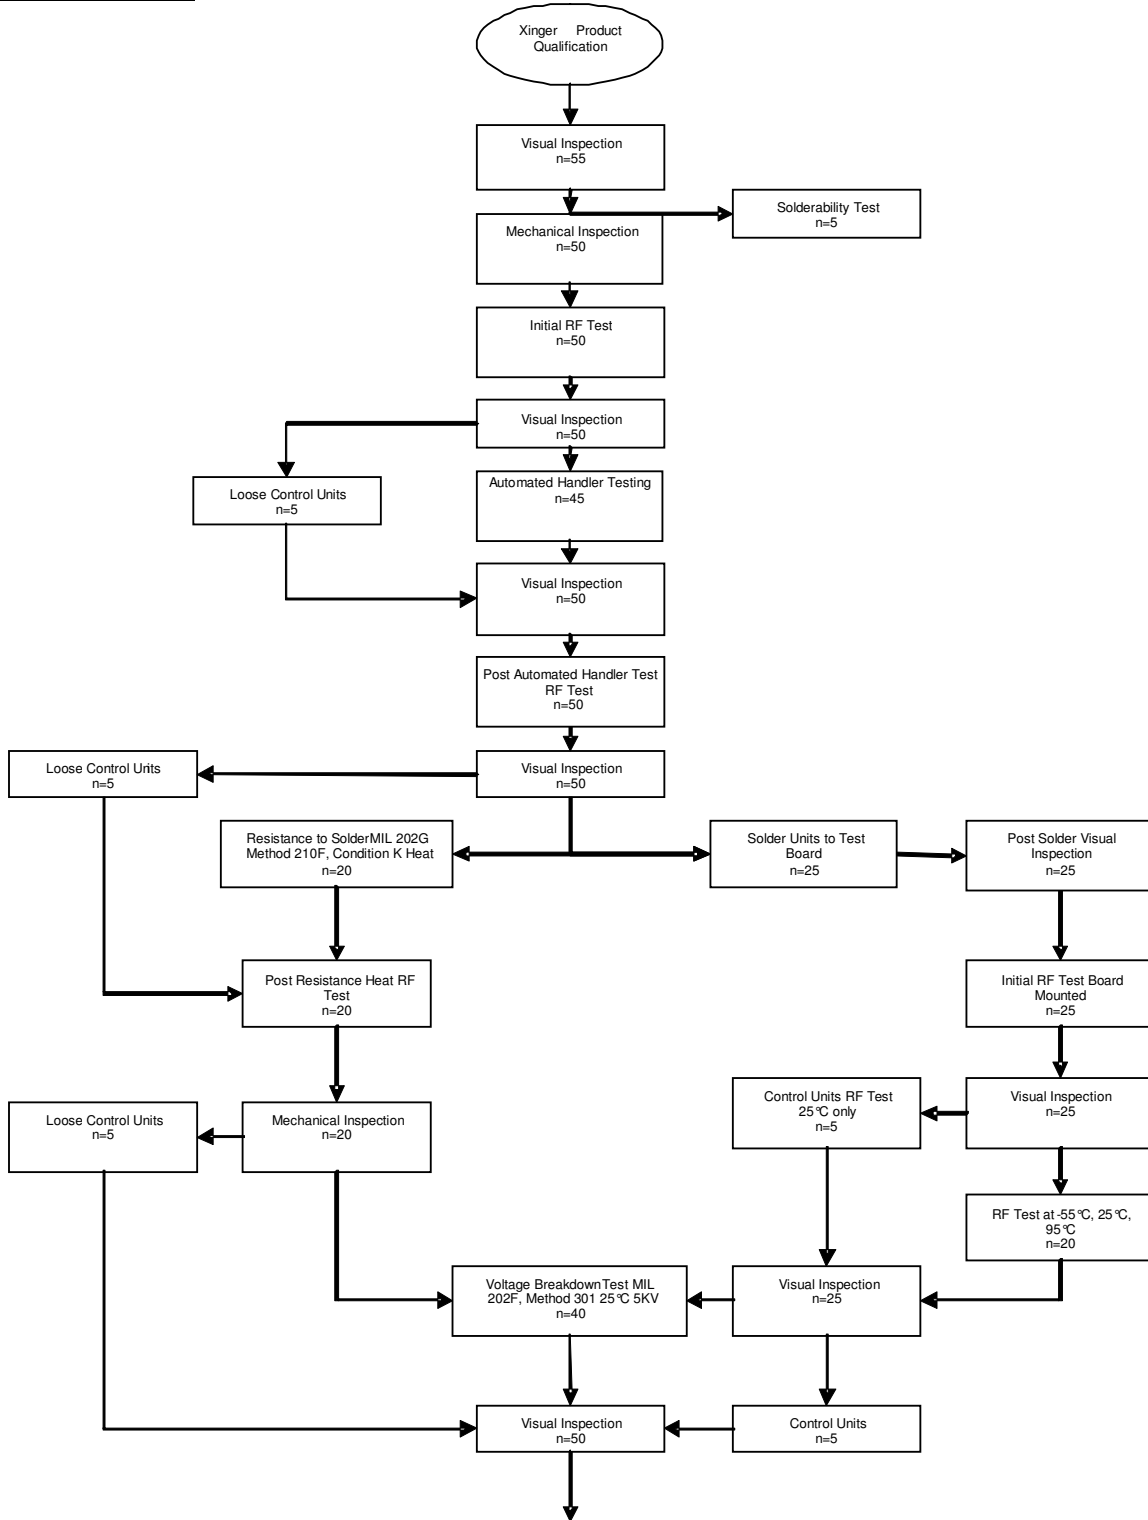 Xinger Product
Qualification
Visual Inspection
n=55
Solderability Test
n=5
Mechanical Inspection
n=50
Initial RF Test
n=50
Visual Inspection
n=50
Loose Control Units
n=5
Automated Handler Testing
n=45
Visual Inspection
n=50
Post Automated Handler Test
RF Test
n=50
Loose Control Units
n=5
Visual Inspection
n=50
Resistance to SolderMIL 202G
Method 210F, Condition K Heat
n=20
Solder Units to Test
Board
n=25
Post Solder Visual
Inspection
n=25
Post Resistance Heat RF
Test
n=20
Initial RF Test Board
Mounted
n=25
Loose Control Units
n=5
Mechanical Inspection
n=20
Control Units RF Test
25°C only
n=5
Visual Inspection
n=25
RF Test at -55°C, 25°C,
95°C
n=20
Voltage BreakdownTest MIL
202F, Method 301 25°C 5KV
n=40
Visual Inspection
n=25
Visual Inspection
n=50
Control Units
n=5